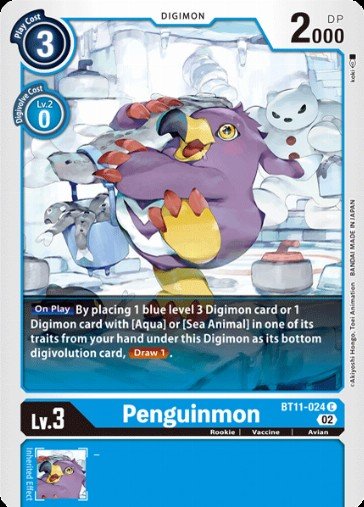 Play Cost
3
DIGIMON
2000
DP
Digivolve Cost
Lv.2
0
koki
©Akiyoshi Hongo, Toei Animation BANDAI MADE IN JAPAN
On Play By placing 1 blue level 3 Digimon card or 1
Digimon card with [Aqua] or [Sea Animal] in one of its
traits from your hand under this Digimon as its bottom
digivolution card, Draw 1 .
BT11-024 C
Lv.3
Penguinmon
02
Rookie | Vaccine | Avian
Inherited Effect
-